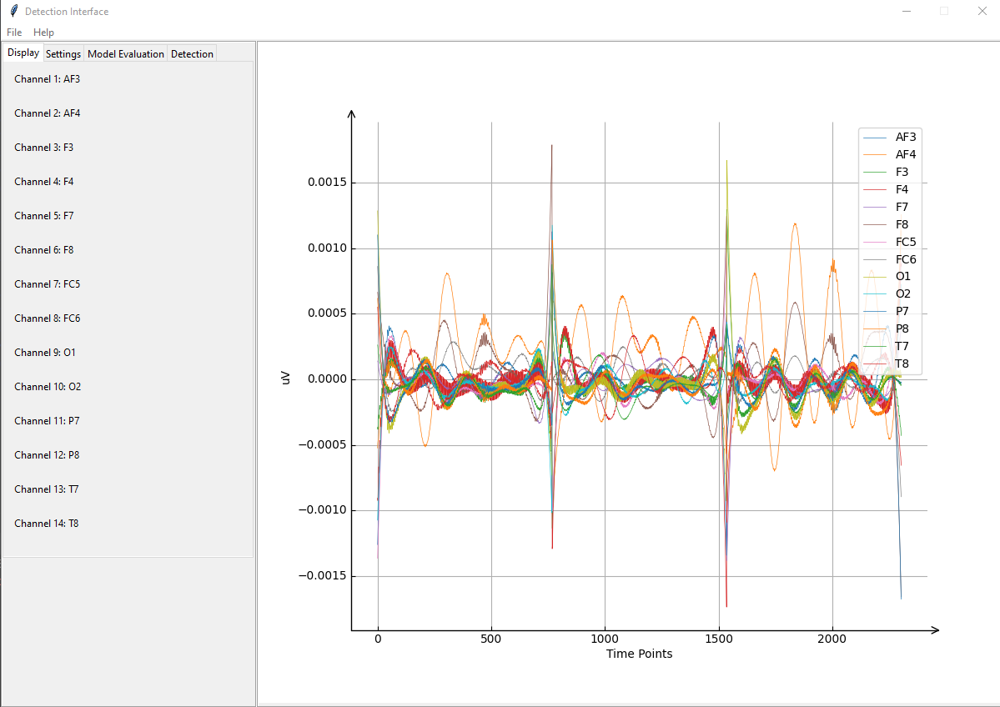 Detection Interface
File Help
Display Settings Model Evaluation Detection
Channel 1: AF3
Channel 2: AF4
Channel 3: F3
Channel 4: F4
Channel 5: F7
Channel 6: F8
Channel 7: FC5
Channel 8: FC6
Channel 9: O1
Channel 10: O2
Channel 11: P7
Channel 12: P8
Channel 13: T7
Channel 14: T8
uV
0.0015
0.0010
0.0005
0.0000
−0.0005
−0.0010
−0.0015
0 500 1000 1500 2000
Time Points
AF3
AF4
F3
F4
F7
F8
FC5
FC6
O1
O2
P7
P8
T7
T8